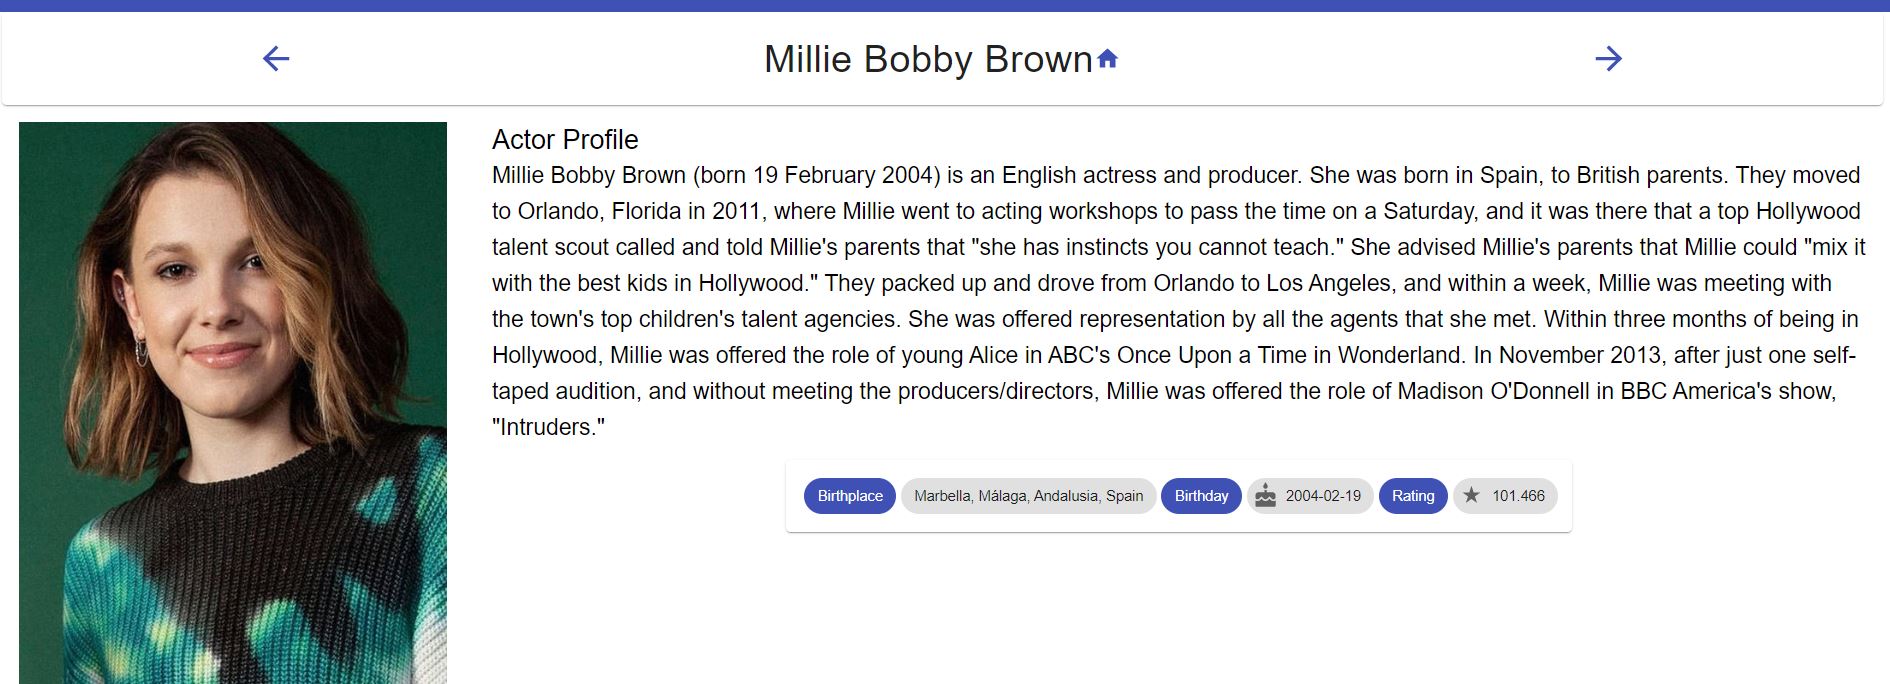 Millie Bobby Brown
Actor Profile
Millie Bobby Brown (born 19 February 2004) is an English actress and producer. She was born in Spain, to British parents. They moved
to Orlando, Florida in 2011, where Millie went to acting workshops to pass the time on a Saturday, and it was there that a top Hollywood
talent scout called and told Millie's parents that "she has instincts you cannot teach." She advised Millie's parents that Millie could "mix it
with the best kids in Hollywood." They packed up and drove from Orlando to Los Angeles, and within a week, Millie was meeting with
the town's top children's talent agencies. She was offered representation by all the agents that she met. Within three months of being in
Hollywood, Millie was offered the role of young Alice in ABC's Once Upon a Time in Wonderland. In November 2013, after just one self-
taped audition, and without meeting the producers/directors, Millie was offered the role of Madison O'Donnell in BBC America's show,
"Intruders."
Birthplace Marbella, Málaga, Andalusia, Spain Birthday 2004-02-19 Rating 101.466